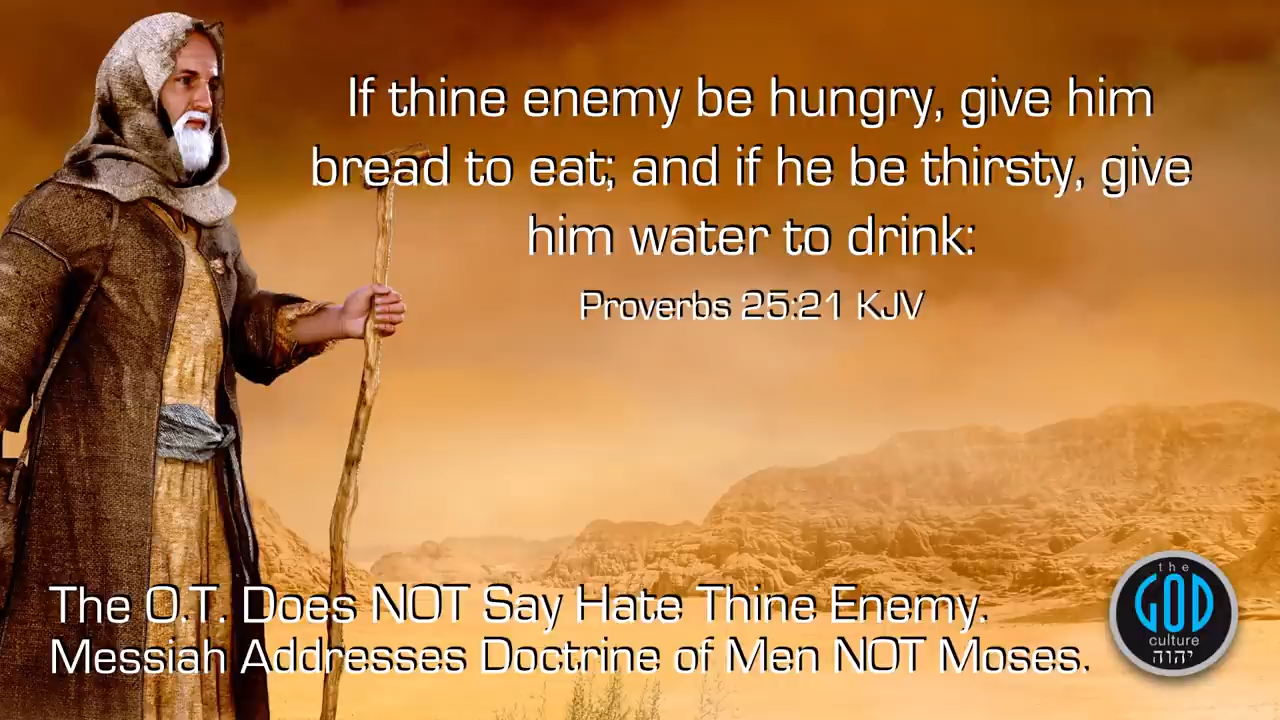 If thine enemy be hungry, give him
bread to eat; and if he be thirsty, give
him water to drink:
Proverbs 25:21 KJV
The O.T. Does NOT Say Hate Thine Enemy.
Messiah Addresses Doctrine of Men NOT Moses.
the
GOD
culture
יהוה